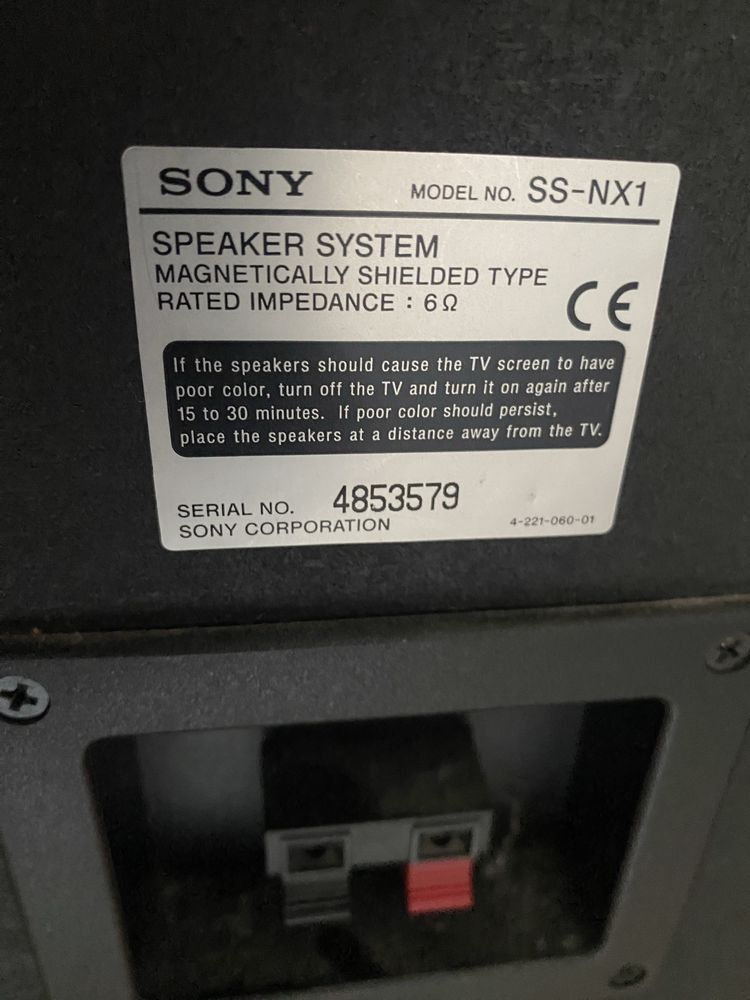 SONY MODEL NO. SS-NX1
SPEAKER SYSTEM
MAGNETICALLY SHIELDED TYPE
RATED IMPEDANCE : 6Ω
CE
If the speakers should cause the TV screen to have
poor color, turn off the TV and turn it on again after
15 to 30 minutes. If poor color should persist,
place the speakers at a distance away from the TV.
SERIAL NO. 4853579
SONY CORPORATION 4-221-060-01